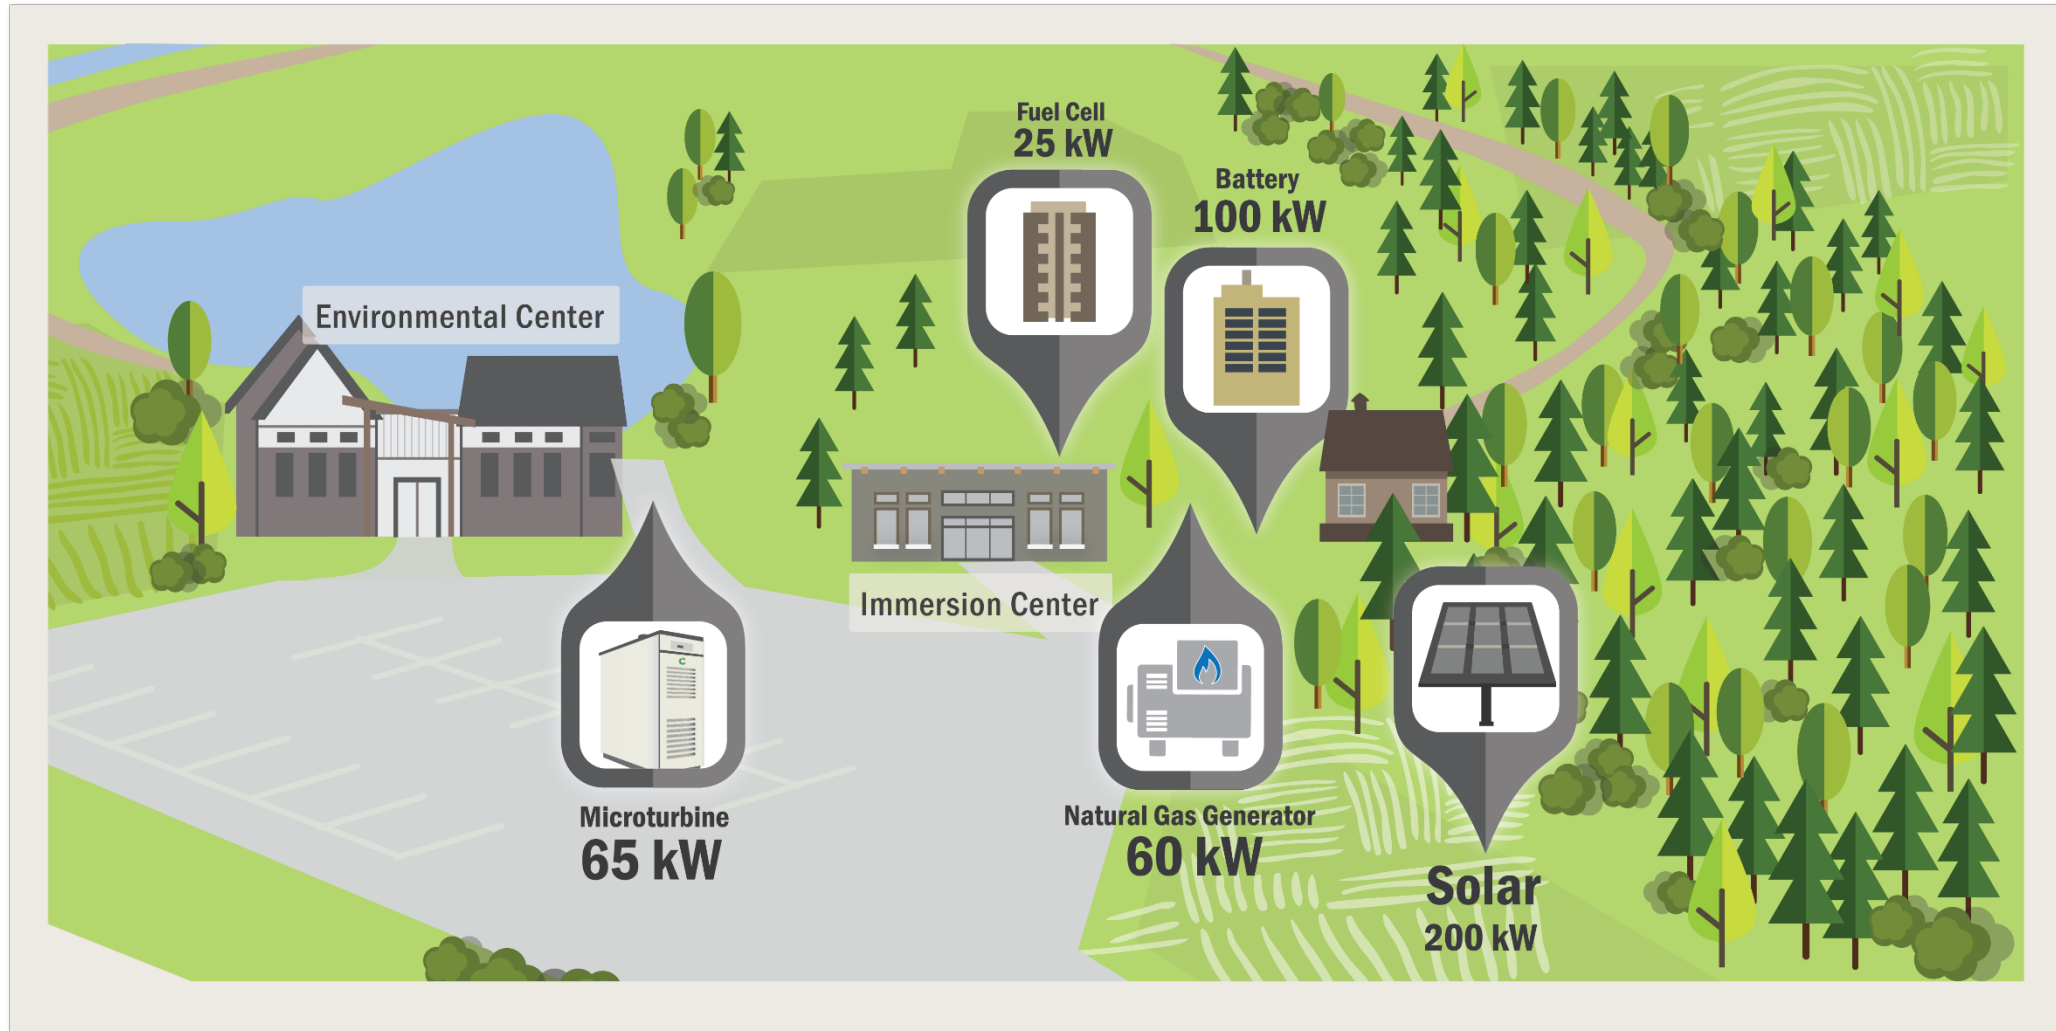 Fuel Cell
25 kW
Battery
100 kW
Environmental Center
Immersion Center
Microturbine
65 kW
Natural Gas Generator
60 kW
Solar
200 kW